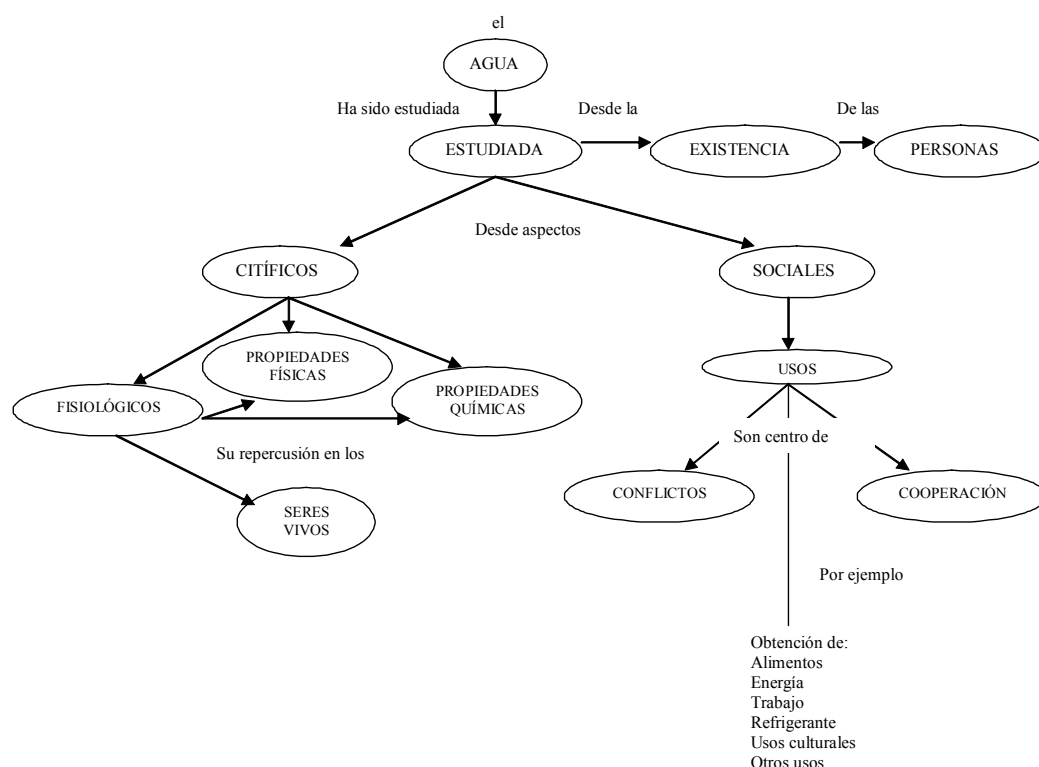 el
AGUA
Ha sido estudiada
Desde la
De las
ESTUDIADA
EXISTENCIA
PERSONAS
Desde aspectos
CITÍFICOS
SOCIALES
PROPIEDADES
FÍSICAS
USOS
FISIOLÓGICOS
PROPIEDADES
QUÍMICAS
Son centro de
Su repercusión en los
CONFLICTOS
COOPERACIÓN
SERES
VIVOS
Por ejemplo
Obtención de:
Alimentos
Energía
Trabajo
Refrigerante
Usos culturales
Otros usos